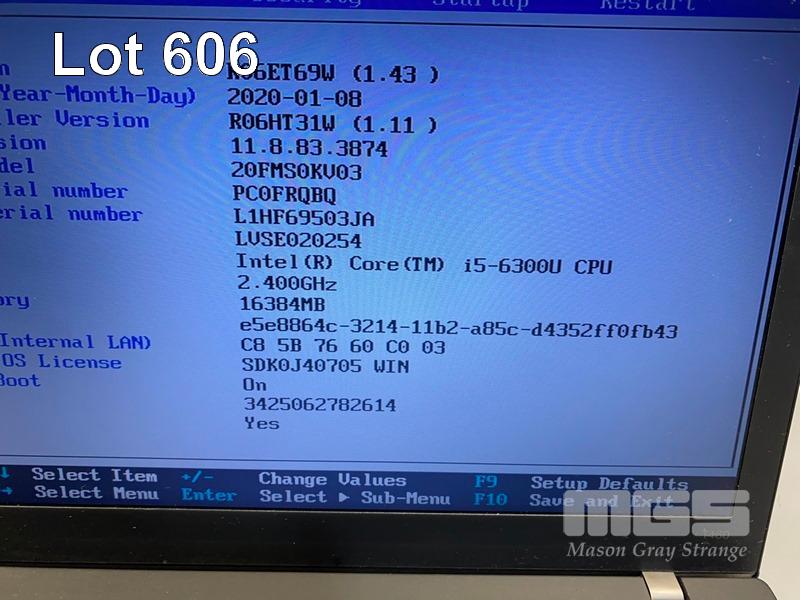 Security Startup Restart
Lot 606
n R06ET69W (1.43 )
Year-Month-Day) 2020-01-08
ller Version R06HT31W (1.11 )
sion 11.8.83.3874
del 20FMS0KV03
ial number PC0FRQBQ
erial number L1HF69503JA
LVSE020254
Intel(R) Core(TM) i5-6300U CPU
2.400GHz
ory 16384MB
e5e8864c-3214-11b2-a85c-d4352ff0fb43
Internal LAN) C8 5B 76 60 C0 03
OS License SDK0J40705 WIN
Boot On
3425062782614
Yes
↓ Select Item +/- Change Values F9 Setup Defaults
→ Select Menu Enter Select ▶ Sub-Menu F10 Save and Exit
MGS
Mason Gray Strange